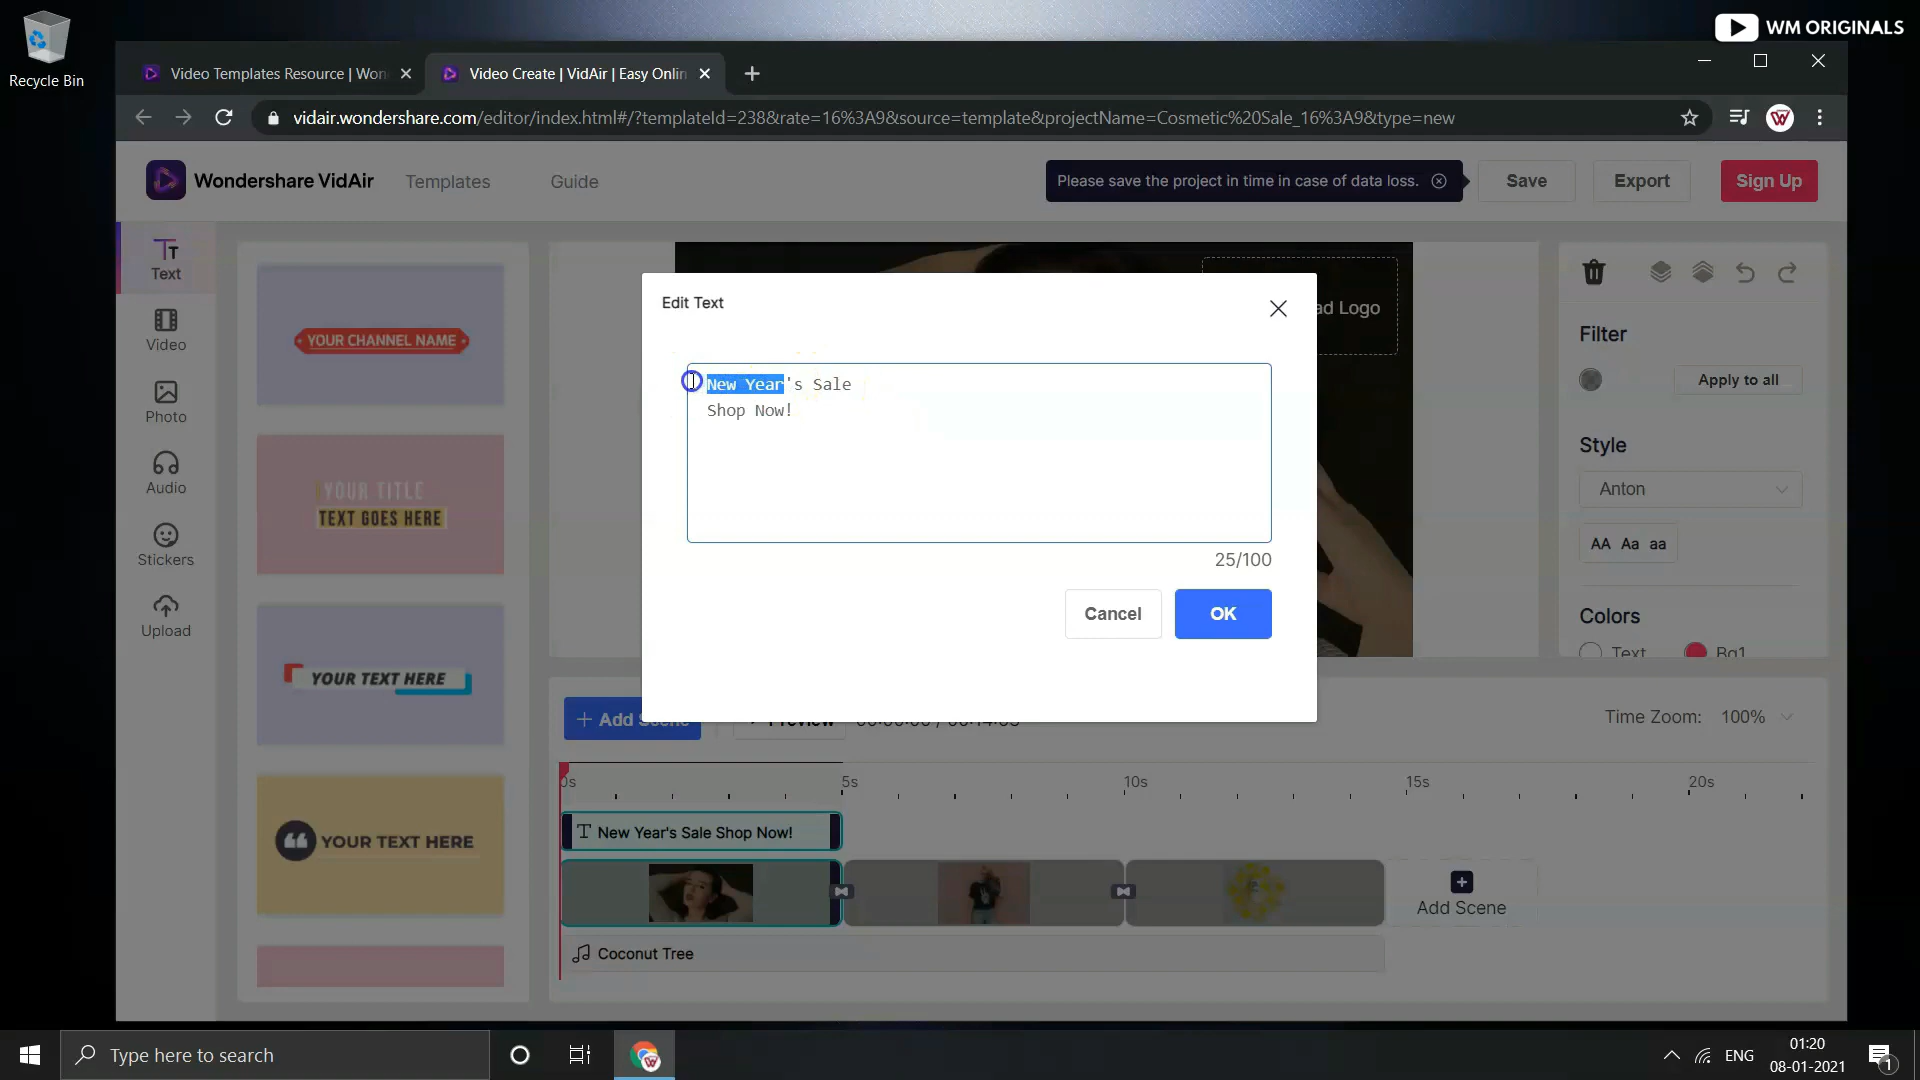 Recycle Bin
WM ORIGINALS
Video Templates Resource | Won
Video Create | VidAir | Easy Onlin
vidair.wondershare.com/editor/index.html#/?templateId=238&rate=16%3A9&source=template&projectName=Cosmetic%20Sale_16%3A9&type=new
Wondershare VidAir
Templates
Guide
Please save the project in time in case of data loss.
Save
Export
Sign Up
Text
Video
Photo
Audio
Stickers
Upload
YOUR CHANNEL NAME
YOUR TITLE
TEXT GOES HERE
YOUR TEXT HERE
YOUR TEXT HERE
ad Logo
Edit Text
New Year's Sale
Shop Now!
25/100
Cancel
OK
Filter
Apply to all
Style
Anton
AA Aa aa
Colors
Text
Bg1
Add Scene
Preview
Time Zoom: 100%
0s
5s
10s
15s
20s
T New Year's Sale Shop Now!
Add Scene
Coconut Tree
Type here to search
ENG
01:20
08-01-2021
1